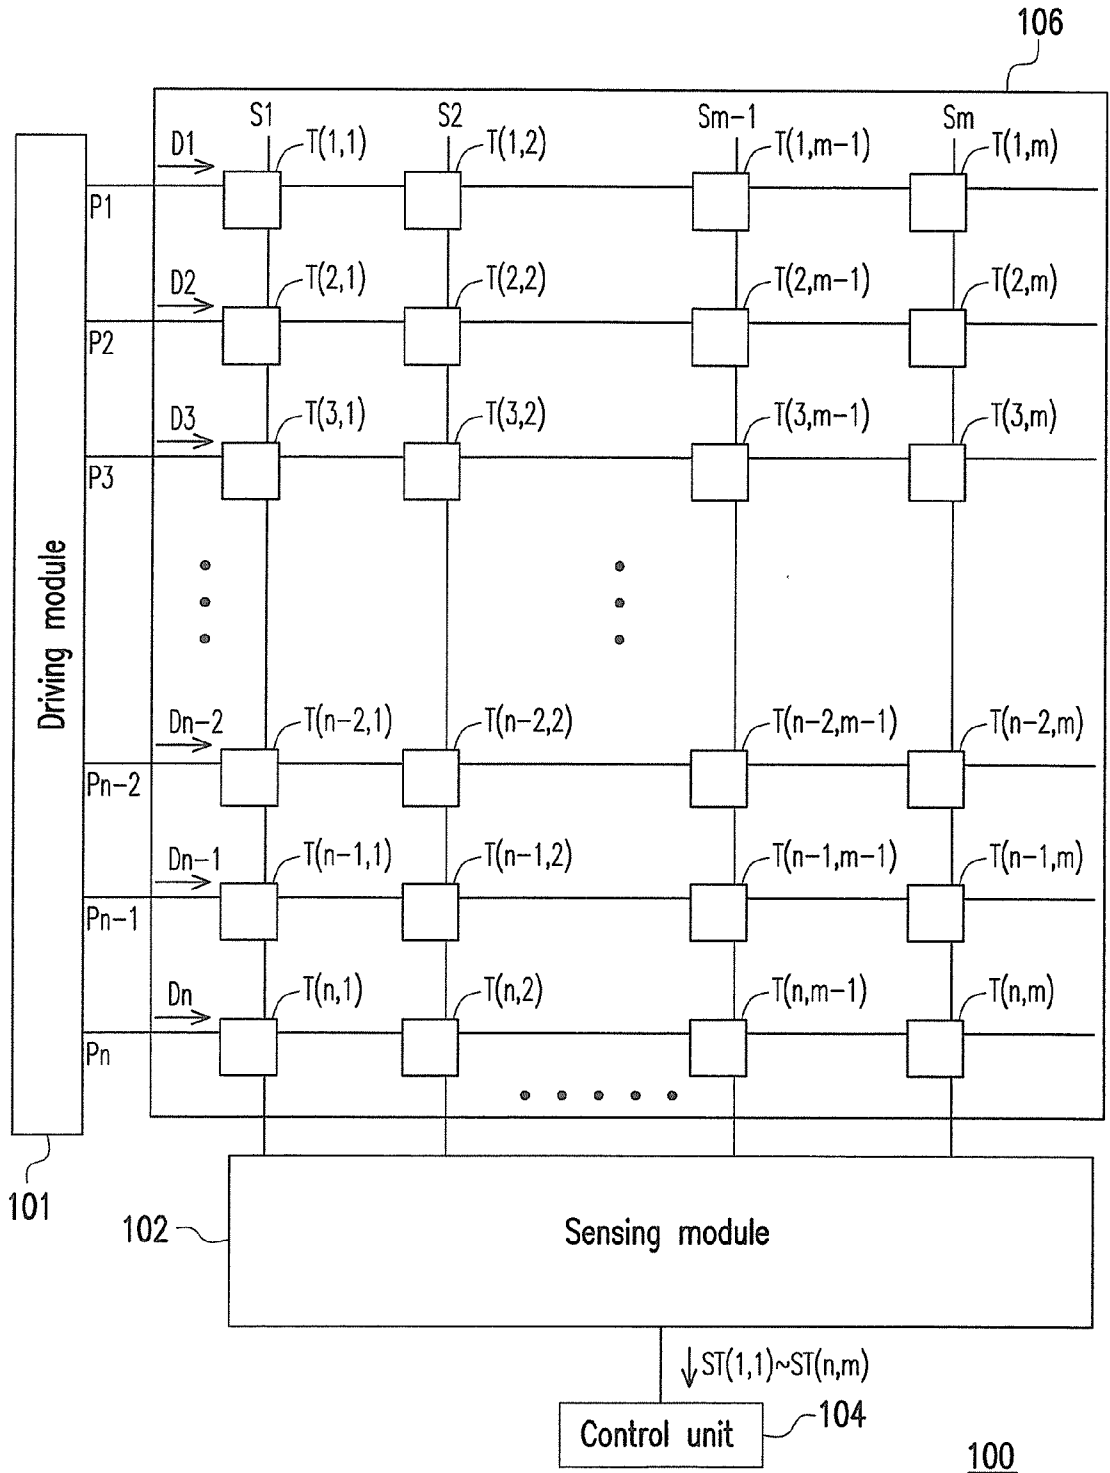 106
S1 S2 Sm-1 Sm
D1 T(1,1) T(1,2) T(1,m-1) T(1,m)
P1
D2 T(2,1) T(2,2) T(2,m-1) T(2,m)
P2
D3 T(3,1) T(3,2) T(3,m-1) T(3,m)
P3
Driving module
Dn-2 T(n-2,1) T(n-2,2) T(n-2,m-1) T(n-2,m)
Pn-2
Dn-1 T(n-1,1) T(n-1,2) T(n-1,m-1) T(n-1,m)
Pn-1
Dn T(n,1) T(n,2) T(n,m-1) T(n,m)
Pn
101
102
Sensing module
ST(1,1)~ST(n,m)
Control unit
104
100